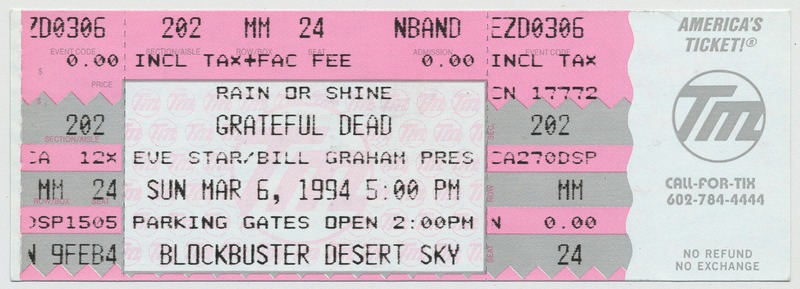 ZD0306 202 MM 24 NBAND EZD0306
EVENT CODE SECTION/AISLE ROW/BOX SEAT ADMISSION EVENT CODE
$ 0.00 INCL TAX+FAC FEE 0.00 INCL TAX
PRICE
$ RAIN OR SHINE CN 17772
202 GRATEFUL DEAD 202
SECTION/AISLE
CA 12X EVE STAR/BILL GRAHAM PRES CA270DSP
MM 24 SUN MAR 6, 1994 5:00 PM MM
ROW/BOX SEAT
DSP1505 PARKING GATES OPEN 2:00PM N 0.00
N 9FEB4 BLOCKBUSTER DESERT SKY 24
AMERICA'S
TICKET!®
Tm
CALL-FOR-TIX
602-784-4444
NO REFUND
NO EXCHANGE